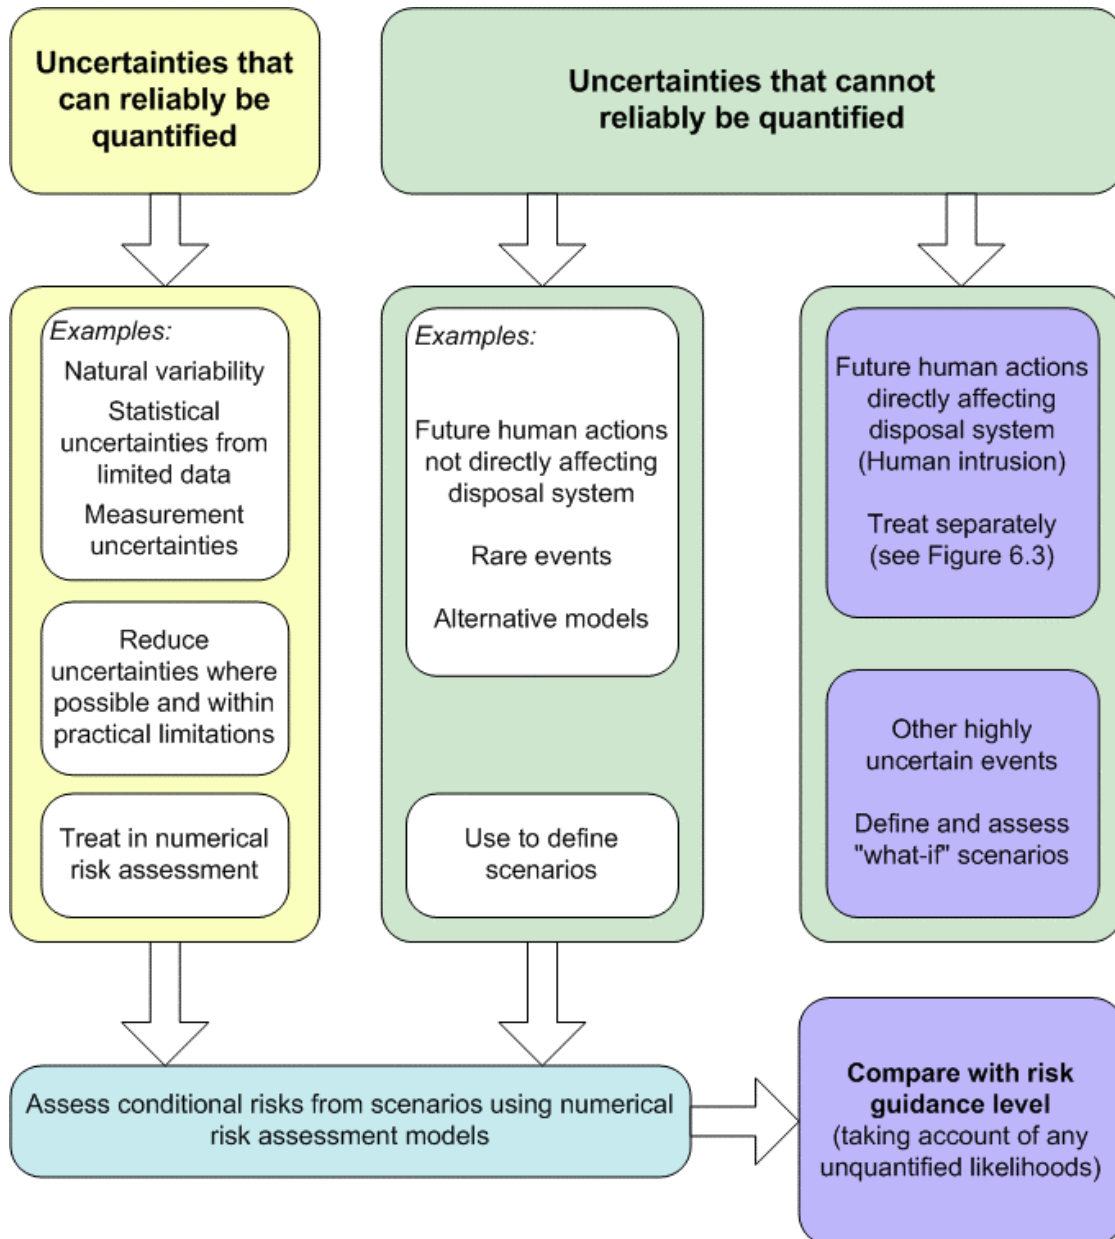 Uncertainties that
can reliably be
quantified
Uncertainties that cannot
reliably be quantified
Examples:
Natural variability
Statistical
uncertainties from
limited data
Measurement
uncertainties
Reduce
uncertainties where
possible and within
practical limitations
Treat in numerical
risk assessment
Examples:
Future human actions
not directly affecting
disposal system
Rare events
Alternative models
Use to define
scenarios
Future human actions
directly affecting
disposal system
(Human intrusion)
Treat separately
(see Figure 6.3)
Other highly
uncertain events
Define and assess
"what-if" scenarios
Assess conditional risks from scenarios using numerical
risk assessment models
Compare with risk
guidance level
(taking account of any
unquantified likelihoods)